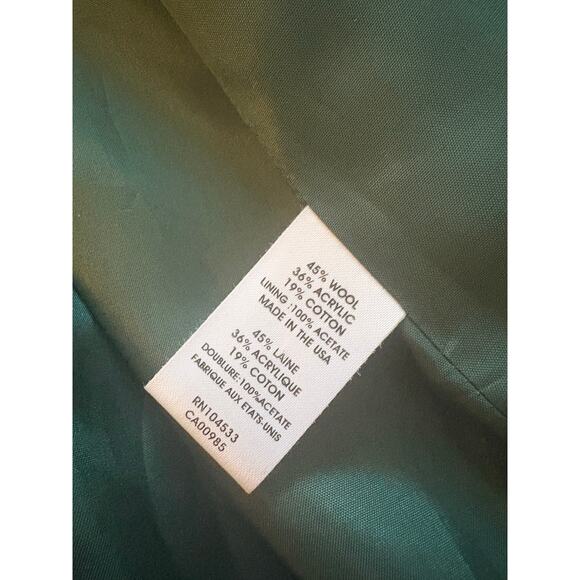 45% WOOL
36% ACRYLIC
19% COTTON
LINING :100% ACETATE
MADE IN THE USA
45% LAINE
36% ACRYLIQUE
19% COTON
DOUBLURE:100%ACETATE
FABRIQUE AUX ETATS-UNIS
RN104533
CA00985